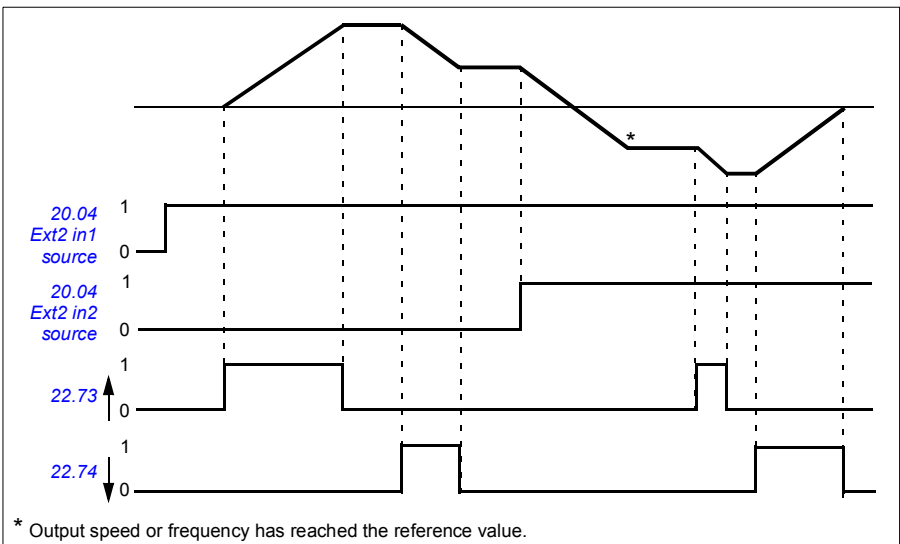 *
20.04
Ext2 in1
source
1
0
20.04
Ext2 in2
source
1
0
22.73
1
0
22.74
1
0
* Output speed or frequency has reached the reference value.